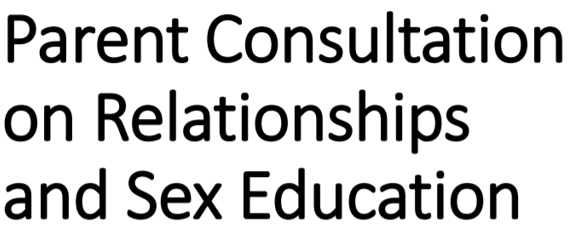 Parent Consultation
on Relationships
and Sex Education